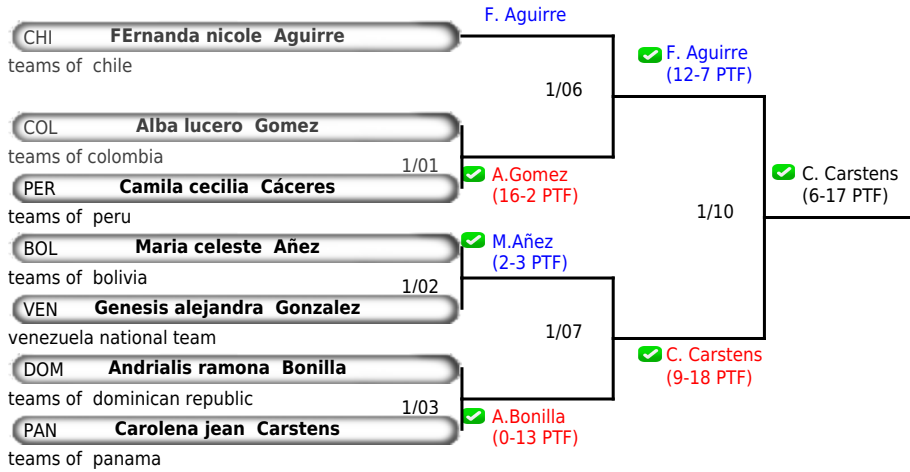 F. Aguirre
CHI FErnanda nicole Aguirre
teams of chile
F. Aguirre
(12-7 PTF)
1/06
COL Alba lucero Gomez
teams of colombia
1/01
A.Gomez
(16-2 PTF)
PER Camila cecilia Cáceres
teams of peru
C. Carstens
(6-17 PTF)
1/10
BOL Maria celeste Añez
teams of bolivia
M.Añez
(2-3 PTF)
1/02
VEN Genesis alejandra Gonzalez
venezuela national team
1/07
DOM Andrialis ramona Bonilla
teams of dominican republic
C. Carstens
(9-18 PTF)
1/03
A.Bonilla
(0-13 PTF)
PAN Carolena jean Carstens
teams of panama